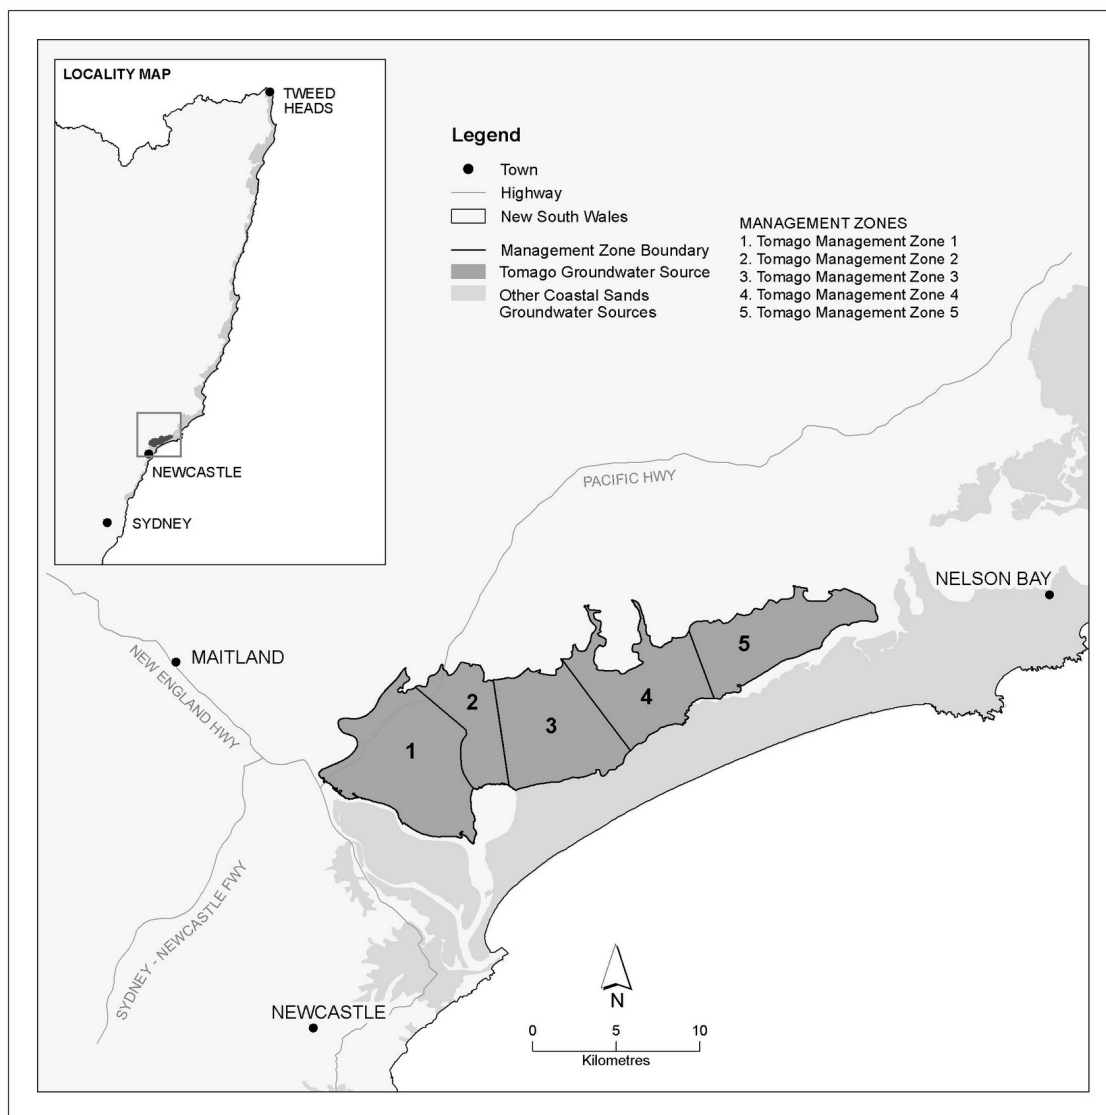 LOCALITY MAP
TWEED
HEADS
NEWCASTLE
SYDNEY
Legend
Town
Highway
New South Wales
Management Zone Boundary
Tomago Groundwater Source
Other Coastal Sands
Groundwater Sources
MANAGEMENT ZONES
1. Tomago Management Zone 1
2. Tomago Management Zone 2
3. Tomago Management Zone 3
4. Tomago Management Zone 4
5. Tomago Management Zone 5
PACIFIC HWY
NELSON BAY
MAITLAND
NEW ENGLAND HWY
5
4
2
3
1
SYDNEY - NEWCASTLE FWY
NEWCASTLE
N
0 5 10
Kilometres